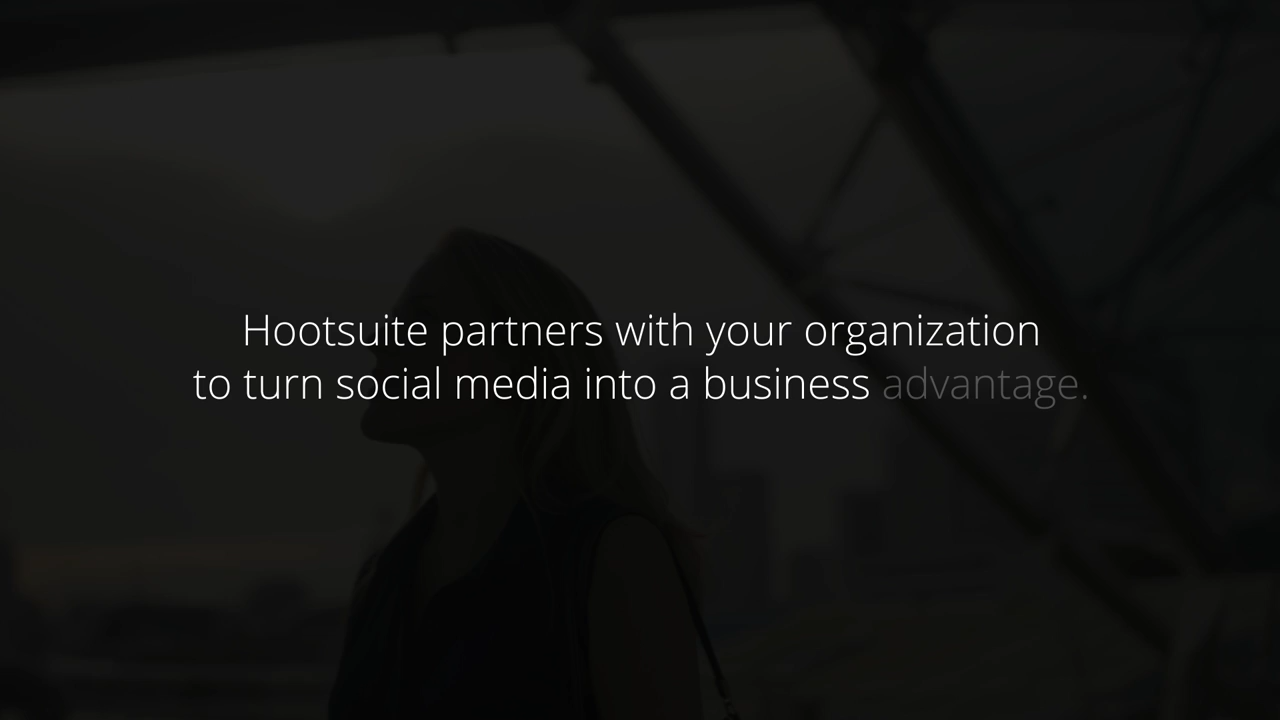 Hootsuite partners with your organization
to turn social media into a business advantage.